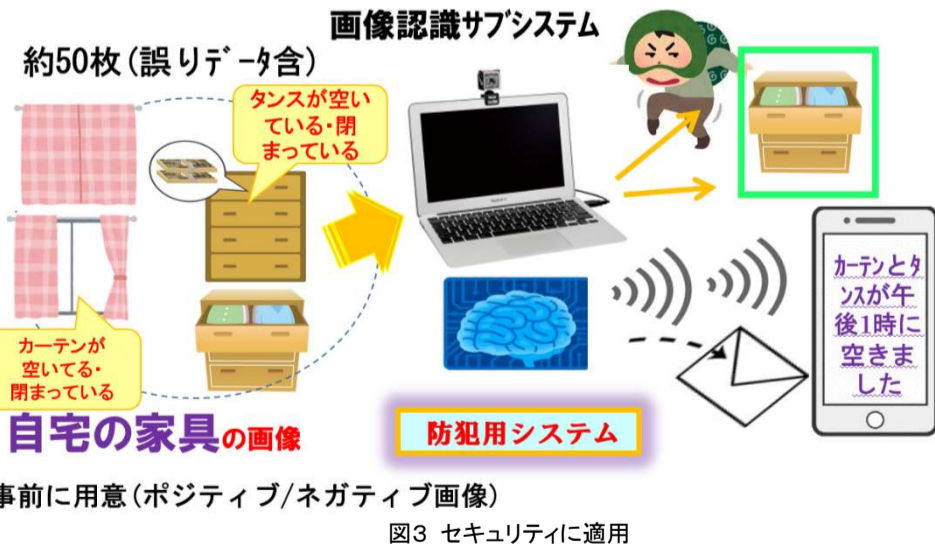 画像認識サブシステム
約50枚(誤りデータ含)
タンスが空い
ている・閉
まっている
カーテンが
空いてる・
閉まっている
自宅の家具の画像
防犯用システム
カーテンとタ
ンスが午
後1時に
空きま
した
事前に用意(ポジティブ/ネガティブ画像)
図3 セキュリティに適用